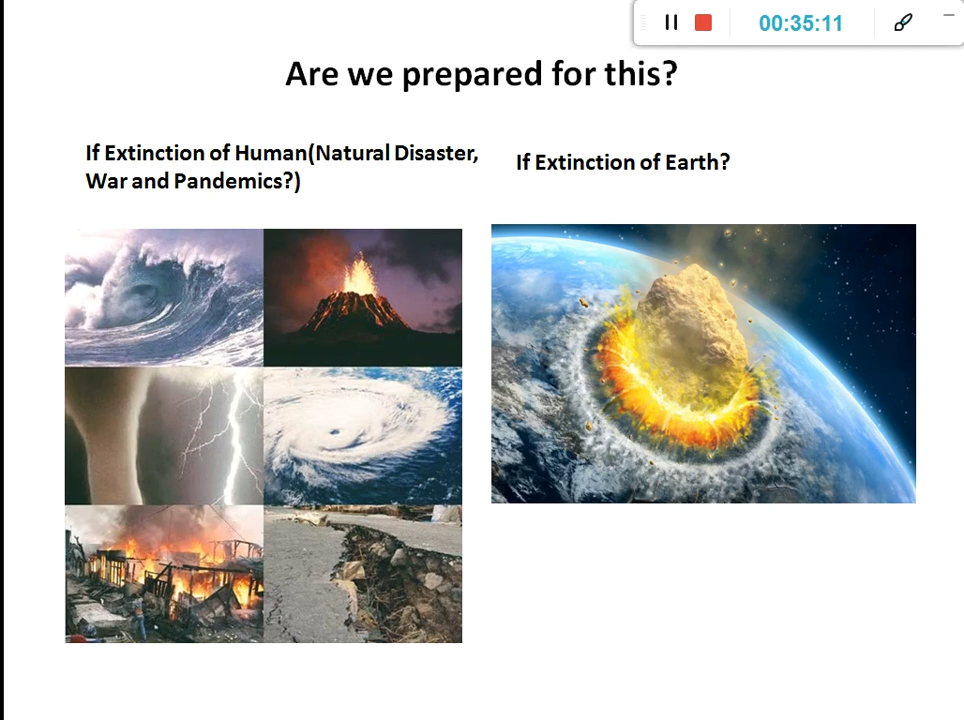 00:35:11
Are we prepared for this?
If Extinction of Human(Natural Disaster,
War and Pandemics?)
If Extinction of Earth?